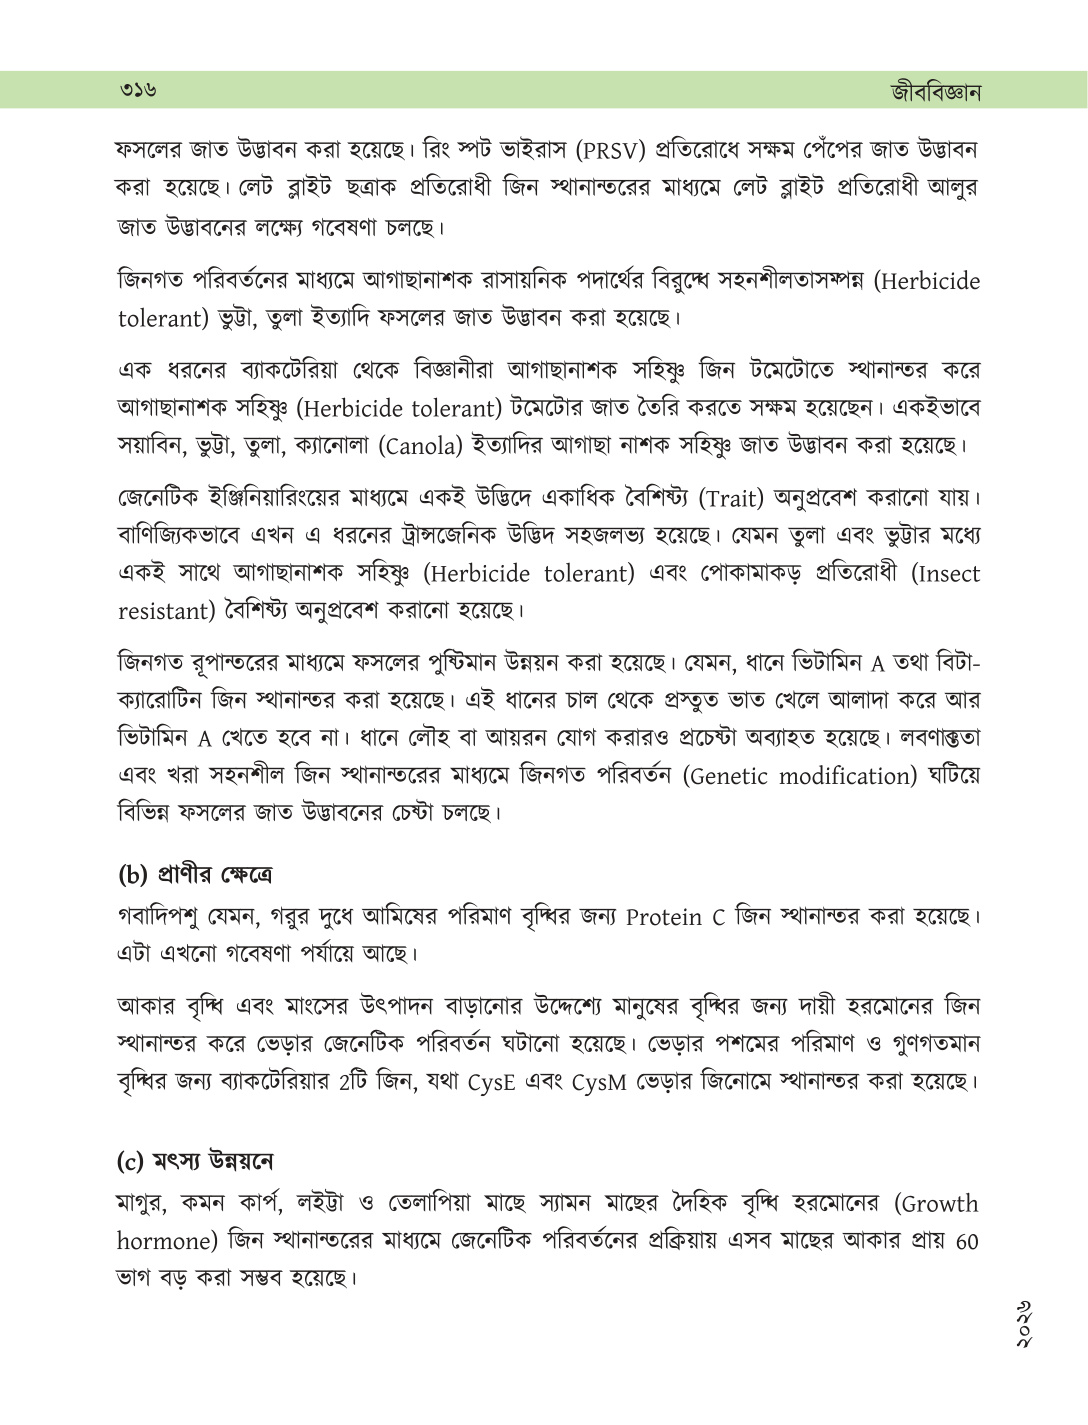 ৩১৬ জীববিজ্ঞান
ফসলের জাত উদ্ভাবন করা হয়েছে। রিং স্পট ভাইরাস (PRSV) প্রতিরোধে সক্ষম পেঁপের জাত উদ্ভাবন
করা হয়েছে। লেট ব্লাইট ছত্রাক প্রতিরোধী জিন স্থানান্তরের মাধ্যমে লেট ব্লাইট প্রতিরোধী আলুর
জাত উদ্ভাবনের লক্ষ্যে গবেষণা চলছে।
জিনগত পরিবর্তনের মাধ্যমে আগাছানাশক রাসায়নিক পদার্থের বিরুদ্ধে সহনশীলতাসম্পন্ন (Herbicide
tolerant) ভুট্টা, তুলা ইত্যাদি ফসলের জাত উদ্ভাবন করা হয়েছে।
এক ধরনের ব্যাকটেরিয়া থেকে বিজ্ঞানীরা আগাছানাশক সহিষ্ণু জিন টমেটোতে স্থানান্তর করে
আগাছানাশক সহিষ্ণু (Herbicide tolerant) টমেটোর জাত তৈরি করতে সক্ষম হয়েছেন। একইভাবে
সয়াবিন, ভুট্টা, তুলা, ক্যানোলা (Canola) ইত্যাদির আগাছা নাশক সহিষ্ণু জাত উদ্ভাবন করা হয়েছে।
জেনেটিক ইঞ্জিনিয়ারিংয়ের মাধ্যমে একই উদ্ভিদে একাধিক বৈশিষ্ট্য (Trait) অনুপ্রবেশ করানো যায়।
বাণিজ্যিকভাবে এখন এ ধরনের ট্রান্সজেনিক উদ্ভিদ সহজলভ্য হয়েছে। যেমন তুলা এবং ভুট্টার মধ্যে
একই সাথে আগাছানাশক সহিষ্ণু (Herbicide tolerant) এবং পোকামাকড় প্রতিরোধী (Insect
resistant) বৈশিষ্ট্য অনুপ্রবেশ করানো হয়েছে।
জিনগত রূপান্তরের মাধ্যমে ফসলের পুষ্টিমান উন্নয়ন করা হয়েছে। যেমন, ধানে ভিটামিন A তথা বিটা-
ক্যারোটিন জিন স্থানান্তর করা হয়েছে। এই ধানের চাল থেকে প্রস্তুত ভাত খেলে আলাদা করে আর
ভিটামিন A খেতে হবে না। ধানে লৌহ বা আয়রন যোগ করারও প্রচেষ্টা অব্যাহত হয়েছে। লবণাক্ততা
এবং খরা সহনশীল জিন স্থানান্তরের মাধ্যমে জিনগত পরিবর্তন (Genetic modification) ঘটিয়ে
বিভিন্ন ফসলের জাত উদ্ভাবনের চেষ্টা চলছে।
(b) প্রাণীর ক্ষেত্রে
গবাদিপশু যেমন, গরুর দুধে আমিষের পরিমাণ বৃদ্ধির জন্য Protein C জিন স্থানান্তর করা হয়েছে।
এটা এখনো গবেষণা পর্যায়ে আছে।
আকার বৃদ্ধি এবং মাংসের উৎপাদন বাড়ানোর উদ্দেশ্যে মানুষের বৃদ্ধির জন্য দায়ী হরমোনের জিন
স্থানান্তর করে ভেড়ার জেনেটিক পরিবর্তন ঘটানো হয়েছে। ভেড়ার পশমের পরিমাণ ও গুণগতমান
বৃদ্ধির জন্য ব্যাকটেরিয়ার 2টি জিন, যথা CysE এবং CysM ভেড়ার জিনোমে স্থানান্তর করা হয়েছে।
(c) মৎস্য উন্নয়নে
মাগুর, কমন কার্প, লইট্টা ও তেলাপিয়া মাছে স্যামন মাছের দৈহিক বৃদ্ধি হরমোনের (Growth
hormone) জিন স্থানান্তরের মাধ্যমে জেনেটিক পরিবর্তনের প্রক্রিয়ায় এসব মাছের আকার প্রায় 60
ভাগ বড় করা সম্ভব হয়েছে।
২০২৬